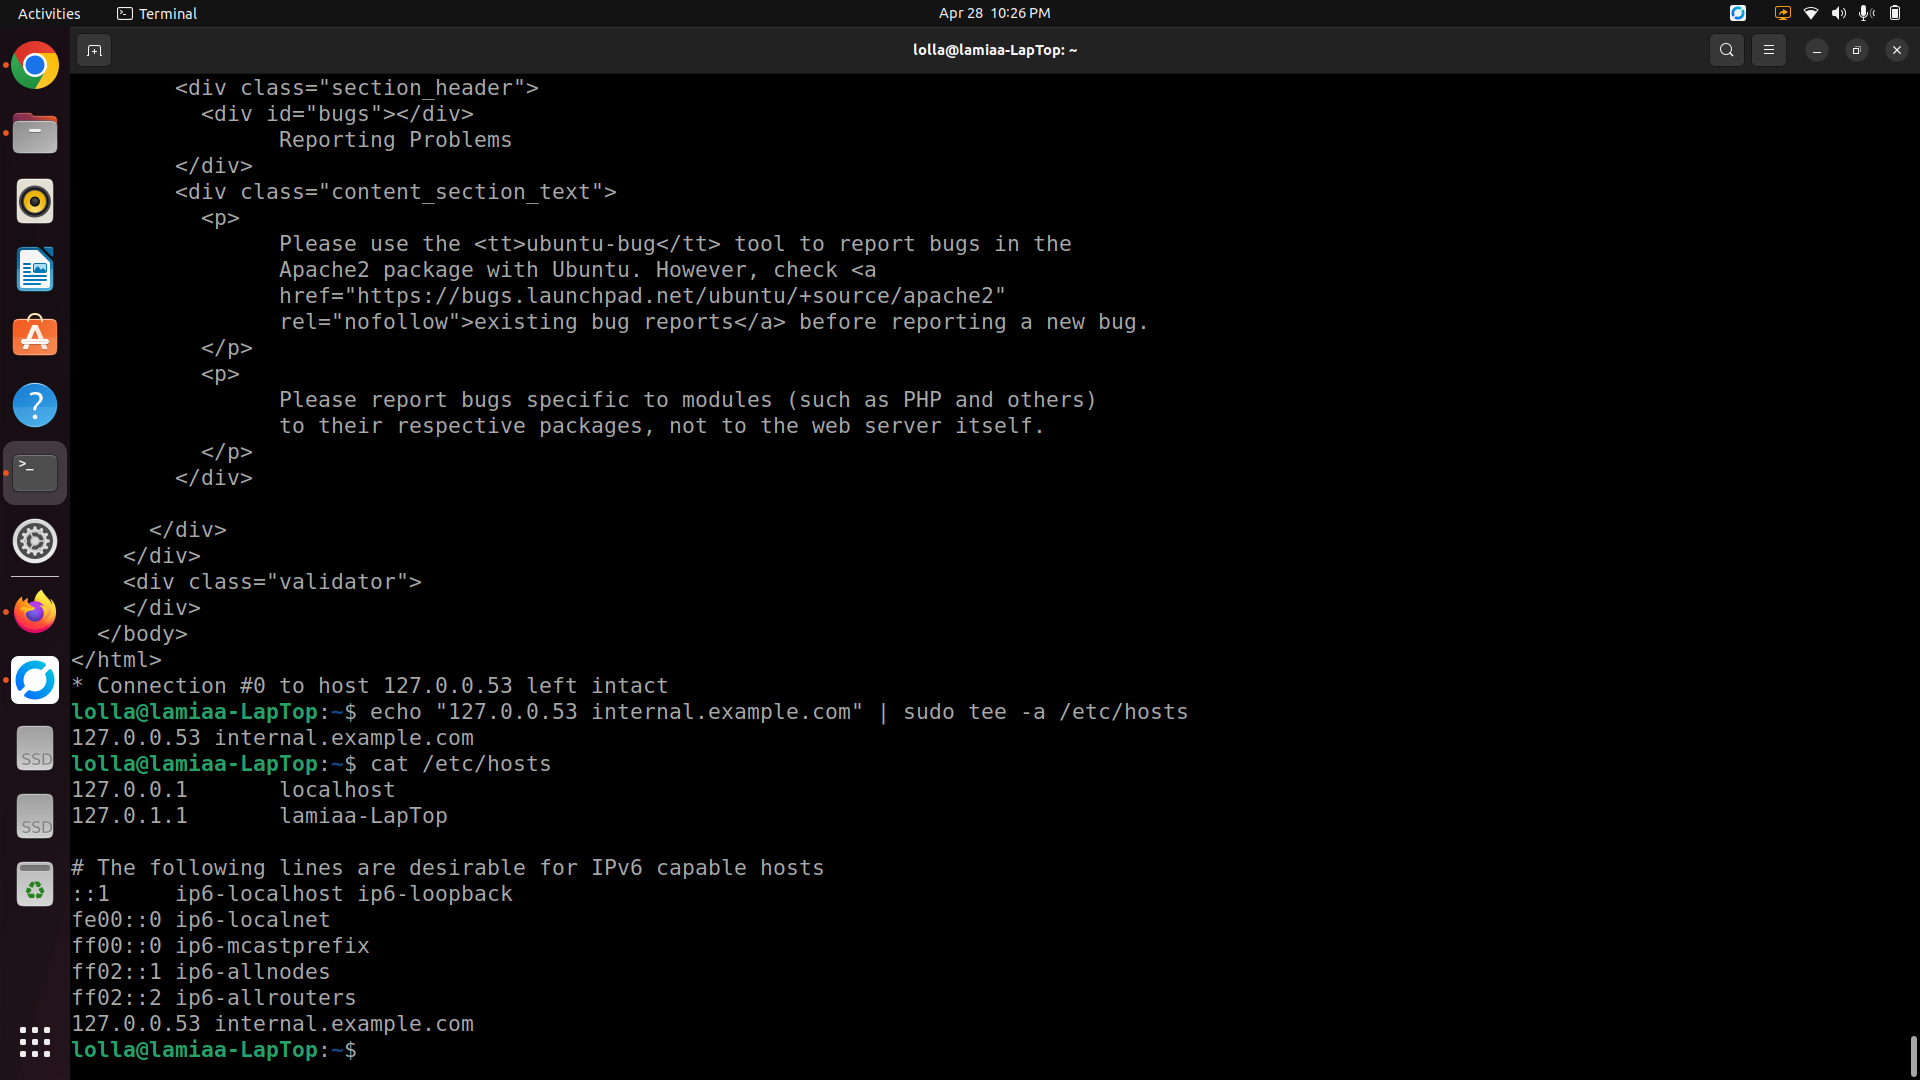 Activities
Terminal
Apr 28 10:26 PM
lolla@lamiaa-LapTop: ~
        <div class="section_header">
          <div id="bugs"></div>
                Reporting Problems
        </div>
        <div class="content_section_text">
          <p>
                Please use the <tt>ubuntu-bug</tt> tool to report bugs in the
                Apache2 package with Ubuntu. However, check <a
                href="https://bugs.launchpad.net/ubuntu/+source/apache2"
                rel="nofollow">existing bug reports</a> before reporting a new bug.
          </p>
          <p>
                Please report bugs specific to modules (such as PHP and others)
                to their respective packages, not to the web server itself.
          </p>
        </div>

      </div>
    </div>
    <div class="validator">
    </div>
  </body>
</html>
* Connection #0 to host 127.0.0.53 left intact
lolla@lamiaa-LapTop:~$ echo "127.0.0.53 internal.example.com" | sudo tee -a /etc/hosts
127.0.0.53 internal.example.com
lolla@lamiaa-LapTop:~$ cat /etc/hosts
127.0.0.1       localhost
127.0.1.1       lamiaa-LapTop

# The following lines are desirable for IPv6 capable hosts
::1     ip6-localhost ip6-loopback
fe00::0 ip6-localnet
ff00::0 ip6-mcastprefix
ff02::1 ip6-allnodes
ff02::2 ip6-allrouters
127.0.0.53 internal.example.com
lolla@lamiaa-LapTop:~$
SSD
SSD